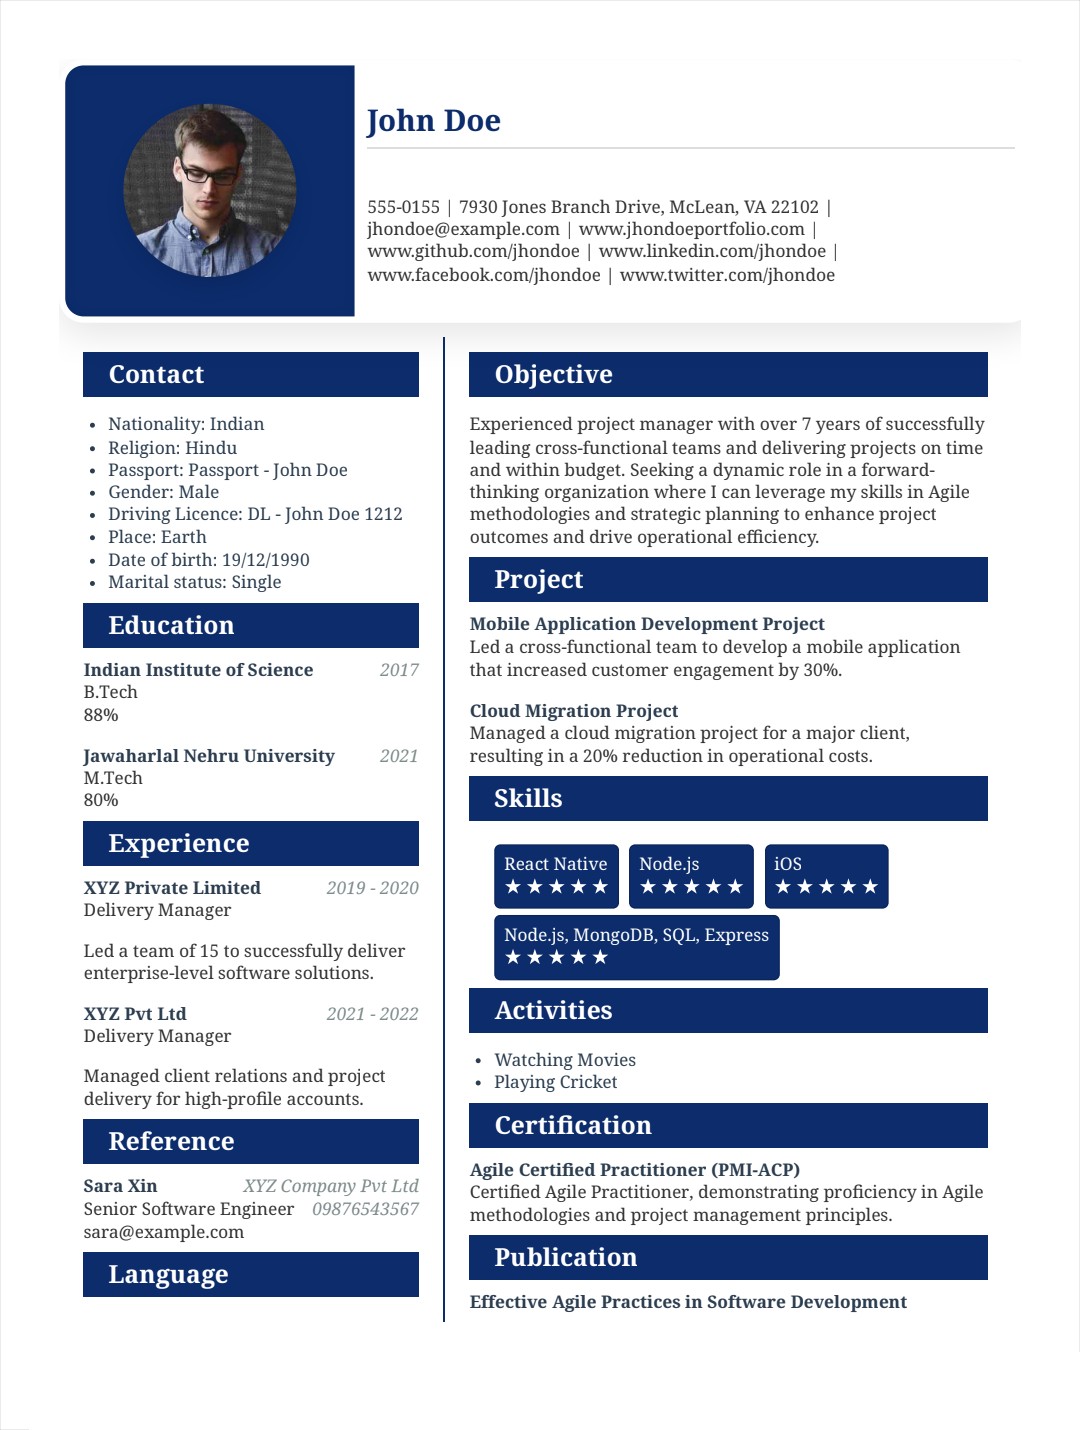 John Doe
555-0155 | 7930 Jones Branch Drive, McLean, VA 22102 |
jhondoe@example.com | www.jhondoeportfolio.com |
www.github.com/jhondoe | www.linkedin.com/jhondoe |
www.facebook.com/jhondoe | www.twitter.com/jhondoe
Contact
• Nationality: Indian
• Religion: Hindu
• Passport: Passport - John Doe
• Gender: Male
• Driving Licence: DL - John Doe 1212
• Place: Earth
• Date of birth: 19/12/1990
• Marital status: Single
Education
Indian Institute of Science 2017
B.Tech
88%
Jawaharlal Nehru University 2021
M.Tech
80%
Experience
XYZ Private Limited 2019 - 2020
Delivery Manager
Led a team of 15 to successfully deliver
enterprise-level software solutions.
XYZ Pvt Ltd 2021 - 2022
Delivery Manager
Managed client relations and project
delivery for high-profile accounts.
Reference
Sara Xin XYZ Company Pvt Ltd
Senior Software Engineer 09876543567
sara@example.com
Language
Objective
Experienced project manager with over 7 years of successfully
leading cross-functional teams and delivering projects on time
and within budget. Seeking a dynamic role in a forward-
thinking organization where I can leverage my skills in Agile
methodologies and strategic planning to enhance project
outcomes and drive operational efficiency.
Project
Mobile Application Development Project
Led a cross-functional team to develop a mobile application
that increased customer engagement by 30%.
Cloud Migration Project
Managed a cloud migration project for a major client,
resulting in a 20% reduction in operational costs.
Skills
React Native Node.js iOS
★★★★★ ★★★★★ ★★★★★
Node.js, MongoDB, SQL, Express
★★★★★
Activities
• Watching Movies
• Playing Cricket
Certification
Agile Certified Practitioner (PMI-ACP)
Certified Agile Practitioner, demonstrating proficiency in Agile
methodologies and project management principles.
Publication
Effective Agile Practices in Software Development